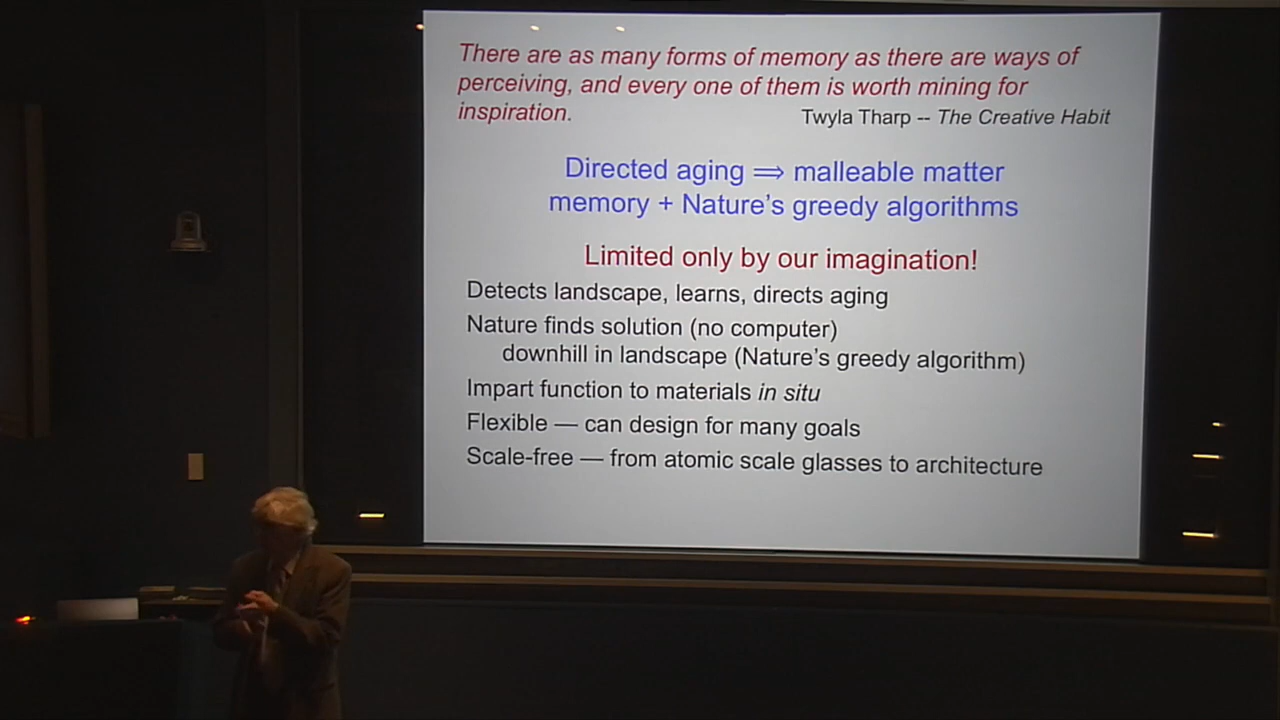 There are as many forms of memory as there are ways of
perceiving, and every one of them is worth mining for
inspiration.
Twyla Tharp -- The Creative Habit
Directed aging ⟹ malleable matter
memory + Nature's greedy algorithms
Limited only by our imagination!
Detects landscape, learns, directs aging
Nature finds solution (no computer)
downhill in landscape (Nature's greedy algorithm)
Impart function to materials in situ
Flexible — can design for many goals
Scale-free — from atomic scale glasses to architecture